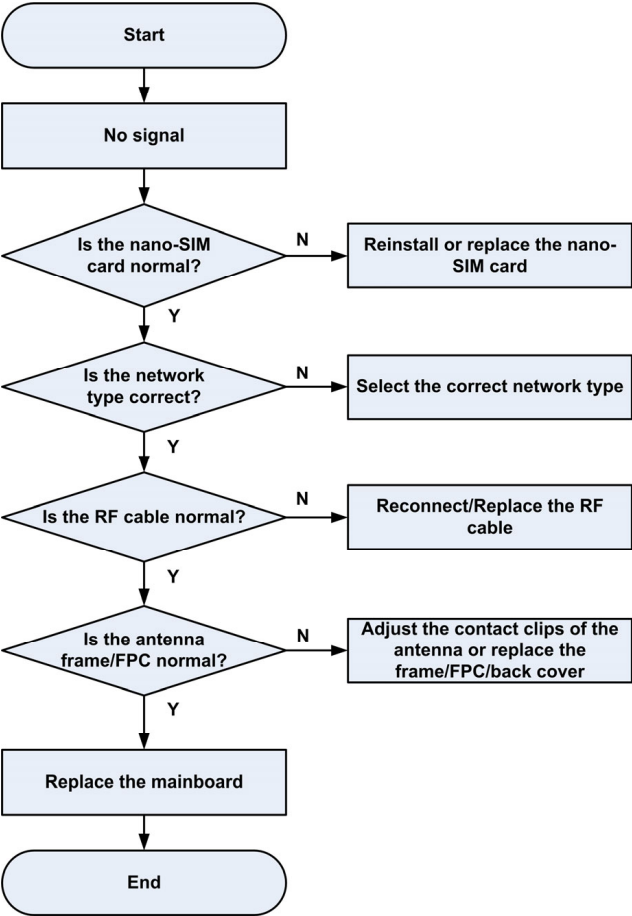 Start
No signal
Is the nano-SIM
card normal?
N
Reinstall or replace the nano-
SIM card
Y
Is the network
type correct?
N
Select the correct network type
Y
Is the RF cable normal?
N
Reconnect/Replace the RF
cable
Y
Is the antenna
frame/FPC normal?
N
Adjust the contact clips of the
antenna or replace the
frame/FPC/back cover
Y
Replace the mainboard
End